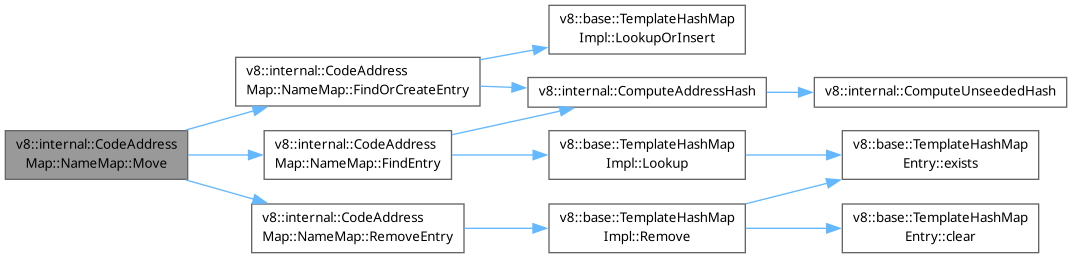 v8::internal::CodeAddress
Map::NameMap::Move
v8::internal::CodeAddress
Map::NameMap::FindOrCreateEntry
v8::internal::CodeAddress
Map::NameMap::FindEntry
v8::internal::CodeAddress
Map::NameMap::RemoveEntry
v8::base::TemplateHashMap
Impl::LookupOrInsert
v8::internal::ComputeAddressHash
v8::base::TemplateHashMap
Impl::Lookup
v8::base::TemplateHashMap
Impl::Remove
v8::internal::ComputeUnseededHash
v8::base::TemplateHashMap
Entry::exists
v8::base::TemplateHashMap
Entry::clear